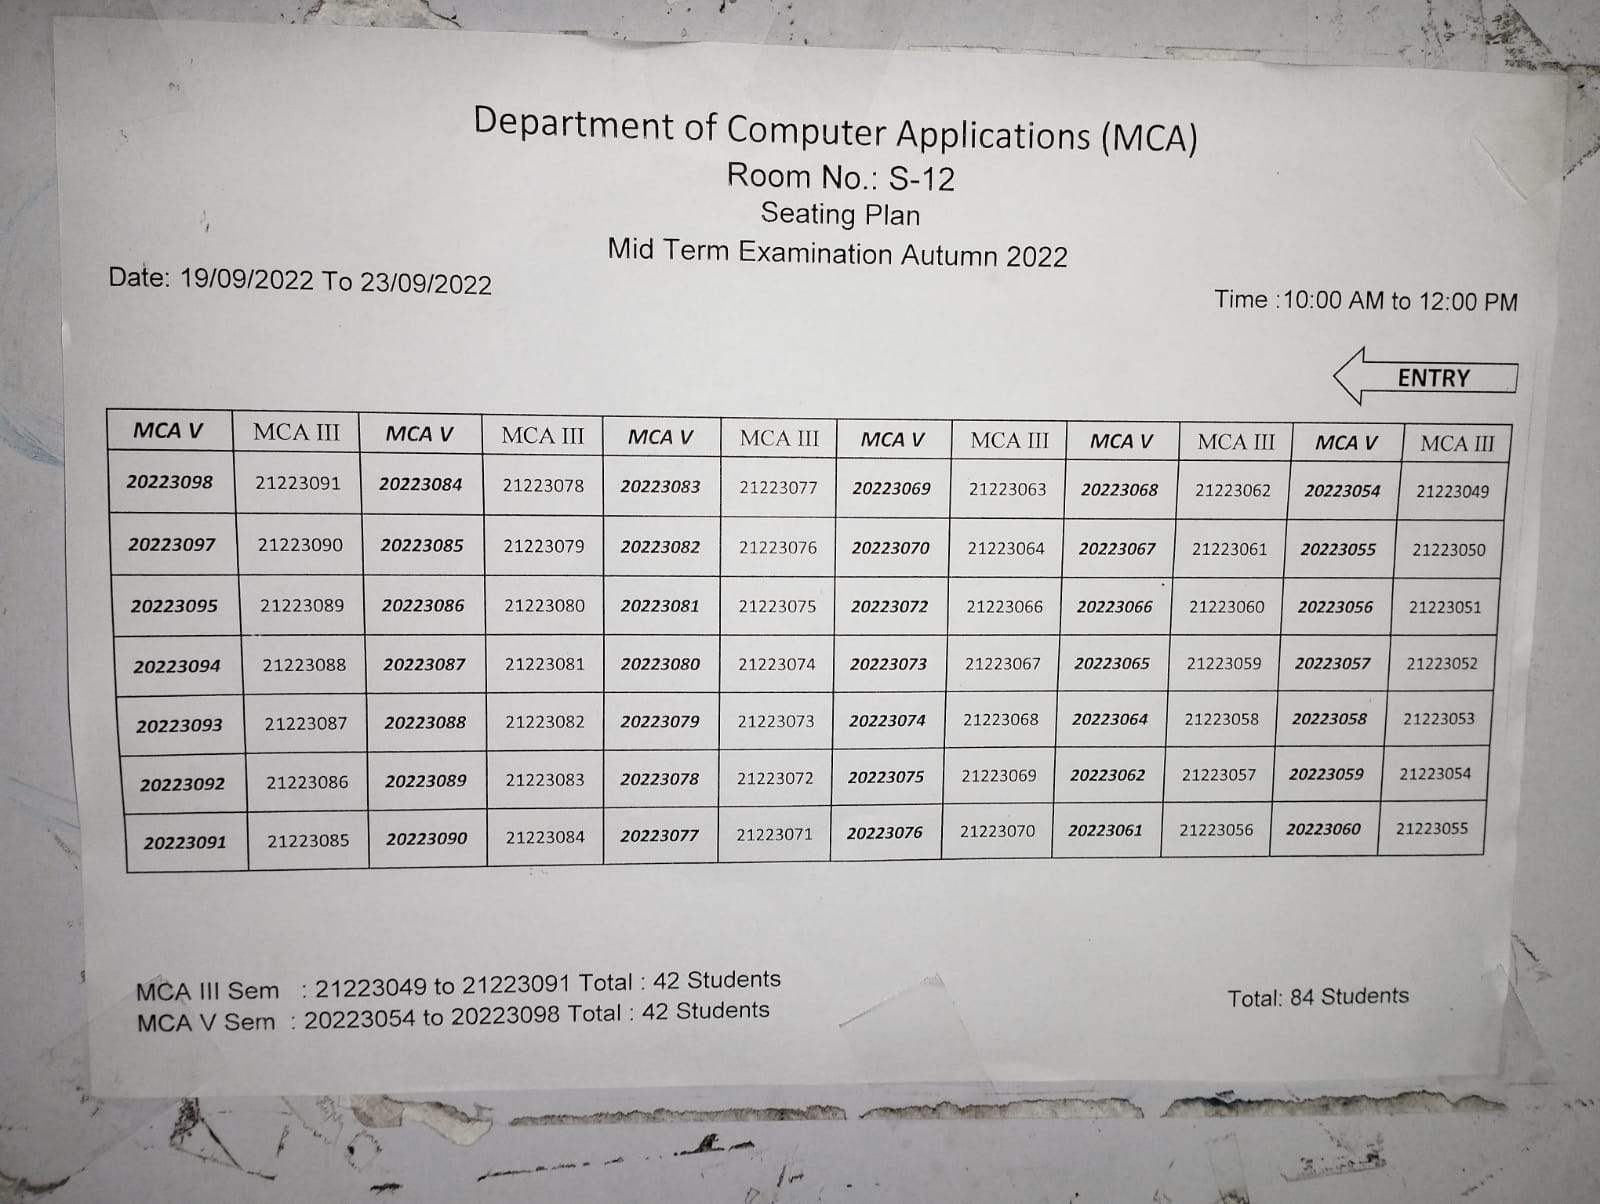 Department of Computer Applications (MCA)
Room No.: S-12
Seating Plan
Mid Term Examination Autumn 2022
Date: 19/09/2022 To 23/09/2022
Time :10:00 AM to 12:00 PM
ENTRY
MCA V MCA III MCA V MCA III MCA V MCA III MCA V MCA III MCA V MCA III MCA V MCA III
20223098 21223091 20223084 21223078 20223083 21223077 20223069 21223063 20223068 21223062 20223054 21223049
20223097 21223090 20223085 21223079 20223082 21223076 20223070 21223064 20223067 21223061 20223055 21223050
20223095 21223089 20223086 21223080 20223081 21223075 20223072 21223066 20223066 21223060 20223056 21223051
20223094 21223088 20223087 21223081 20223080 21223074 20223073 21223067 20223065 21223059 20223057 21223052
20223093 21223087 20223088 21223082 20223079 21223073 20223074 21223068 20223064 21223058 20223058 21223053
20223092 21223086 20223089 21223083 20223078 21223072 20223075 21223069 20223062 21223057 20223059 21223054
20223091 21223085 20223090 21223084 20223077 21223071 20223076 21223070 20223061 21223056 20223060 21223055
MCA III Sem : 21223049 to 21223091 Total : 42 Students
MCA V Sem : 20223054 to 20223098 Total : 42 Students
Total: 84 Students